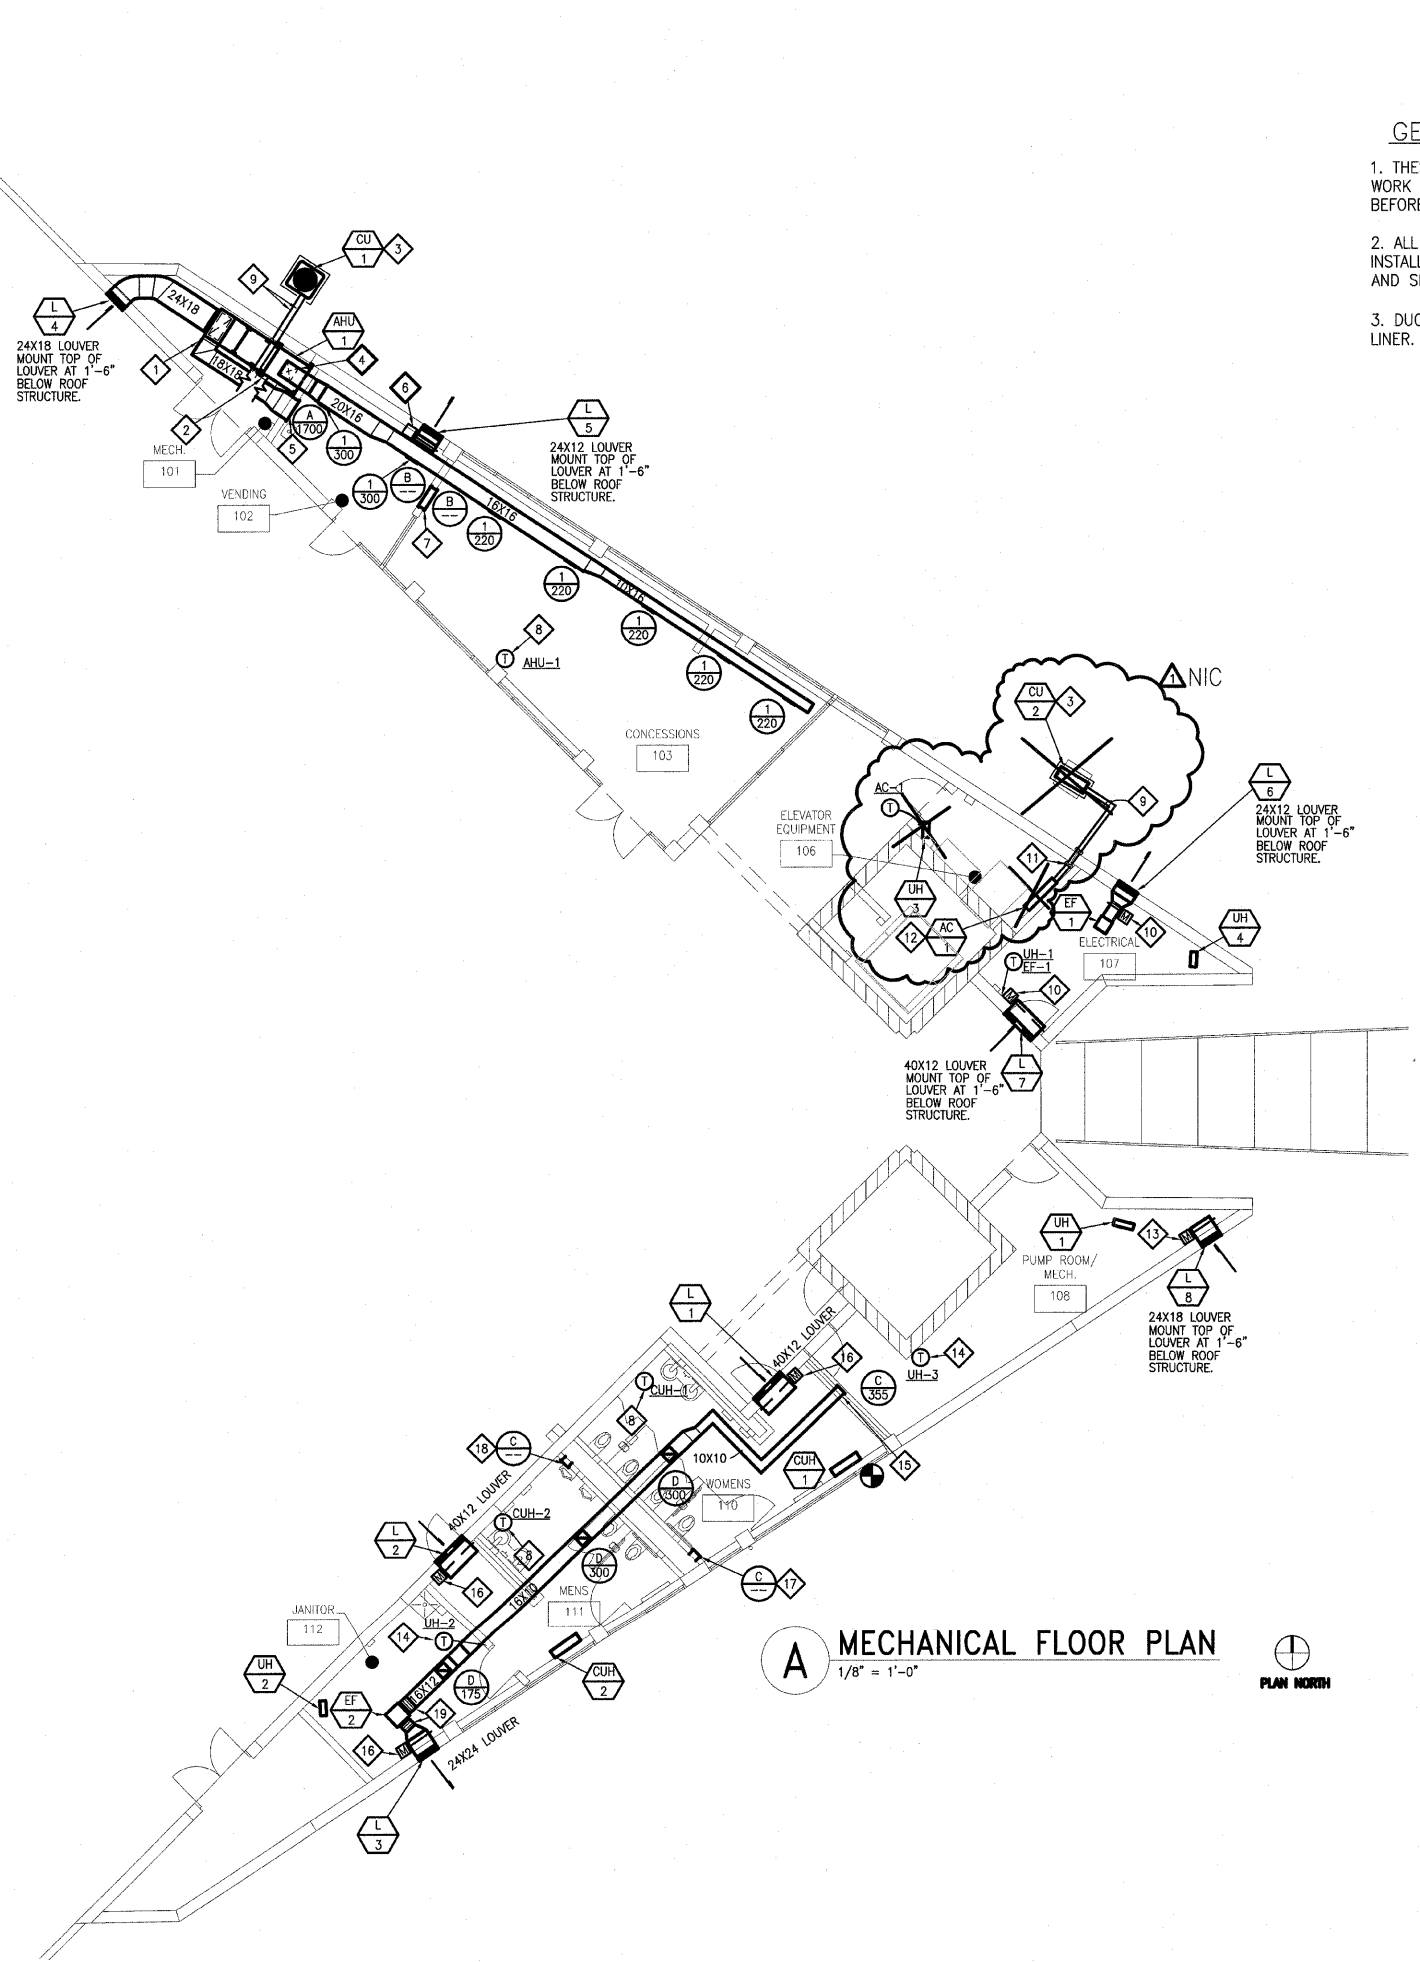 GE
1. THE
WORK
BEFORE
2. ALL
INSTALL
AND S
3. DUC
LINER.
CU
1
3
9
L
4
24X18 LOUVER
MOUNT TOP OF
LOUVER AT 1'-6"
BELOW ROOF
STRUCTURE.
24X18
AHU
1
4
1
18X18
2
20X16
A
1700
1
300
5
6
L
5
24X12 LOUVER
MOUNT TOP OF
LOUVER AT 1'-6"
BELOW ROOF
STRUCTURE.
MECH.
101
VENDING
102
1
300
B
--
B
--
16X16
7
1
220
1
220
10X16
1
220
1
220
1
220
8
T
AHU-1
CONCESSIONS
103
1
NIC
CU
2
3
9
AC-1
T
ELEVATOR
EQUIPMENT
106
11
UH
3
12
AC
1
EF
1
M
10
L
6
24X12 LOUVER
MOUNT TOP OF
LOUVER AT 1'-6"
BELOW ROOF
STRUCTURE.
UH
4
ELECTRICAL
107
T
UH-1
EF-1
M
10
40X12 LOUVER
MOUNT TOP OF
LOUVER AT 1'-6"
BELOW ROOF
STRUCTURE.
L
7
UH
1
13
M
PUMP ROOM/
MECH.
108
L
8
24X18 LOUVER
MOUNT TOP OF
LOUVER AT 1'-6"
BELOW ROOF
STRUCTURE.
L
1
40X12 LOUVER
M
16
T
14
UH-3
C
355
T
CUH-1
8
18
C
--
10X10
CUH
1
15
D
300
WOMENS
110
40X12 LOUVER
L
2
T
CUH-2
8
M
16
D
300
C
--
17
16X10
MENS
111
JANITOR
112
UH-2
14
T
UH
2
EF
2
16X12
D
175
CUH
2
19
16
M
24X24 LOUVER
L
3
A
MECHANICAL FLOOR PLAN
1/8" = 1'-0"
PLAN NORTH